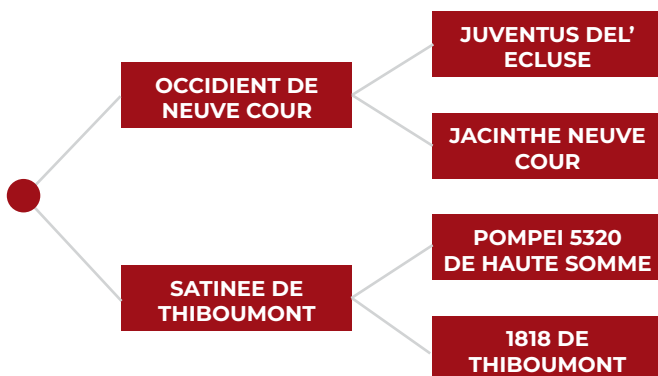 JUVENTUS DEL’
ECLUSE
OCCIDIENT DE
NEUVE COUR
JACINTHE NEUVE
COUR
POMPEI 5320
DE HAUTE SOMME
SATINEE DE
THIBOUMONT
1818 DE
THIBOUMONT